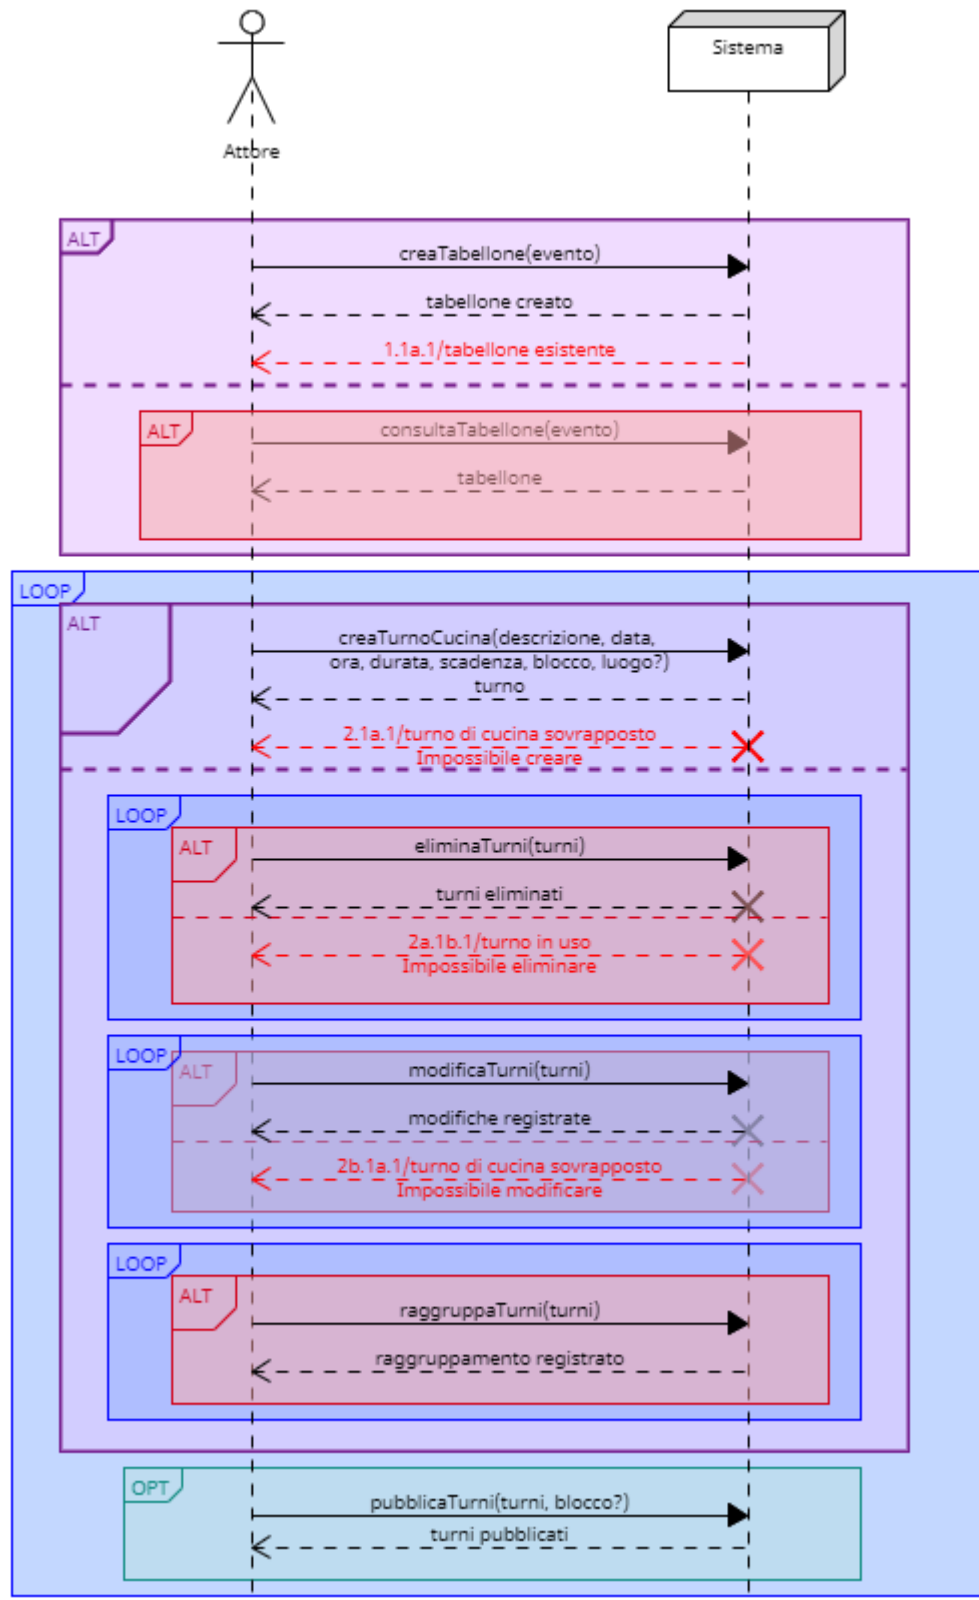 Sistema
Attore
ALT
creaTabellone(evento)
tabellone creato
1.1a.1/tabellone esistente
ALT
consultaTabellone(evento)
tabellone
LOOP
ALT
creaTurnoCucina(descrizione, data,
ora, durata, scadenza, blocco, luogo?)
turno
2.1a.1/turno di cucina sovrapposto
Impossibile creare
LOOP
ALT
eliminaTurni(turni)
turni eliminati
2a.1b.1/turno in uso
Impossibile eliminare
LOOP
ALT
modificaTurni(turni)
modifiche registrate
2b.1a.1/turno di cucina sovrapposto
Impossibile modificare
LOOP
ALT
raggruppaTurni(turni)
raggruppamento registrato
OPT
pubblicaTurni(turni, blocco?)
turni pubblicati